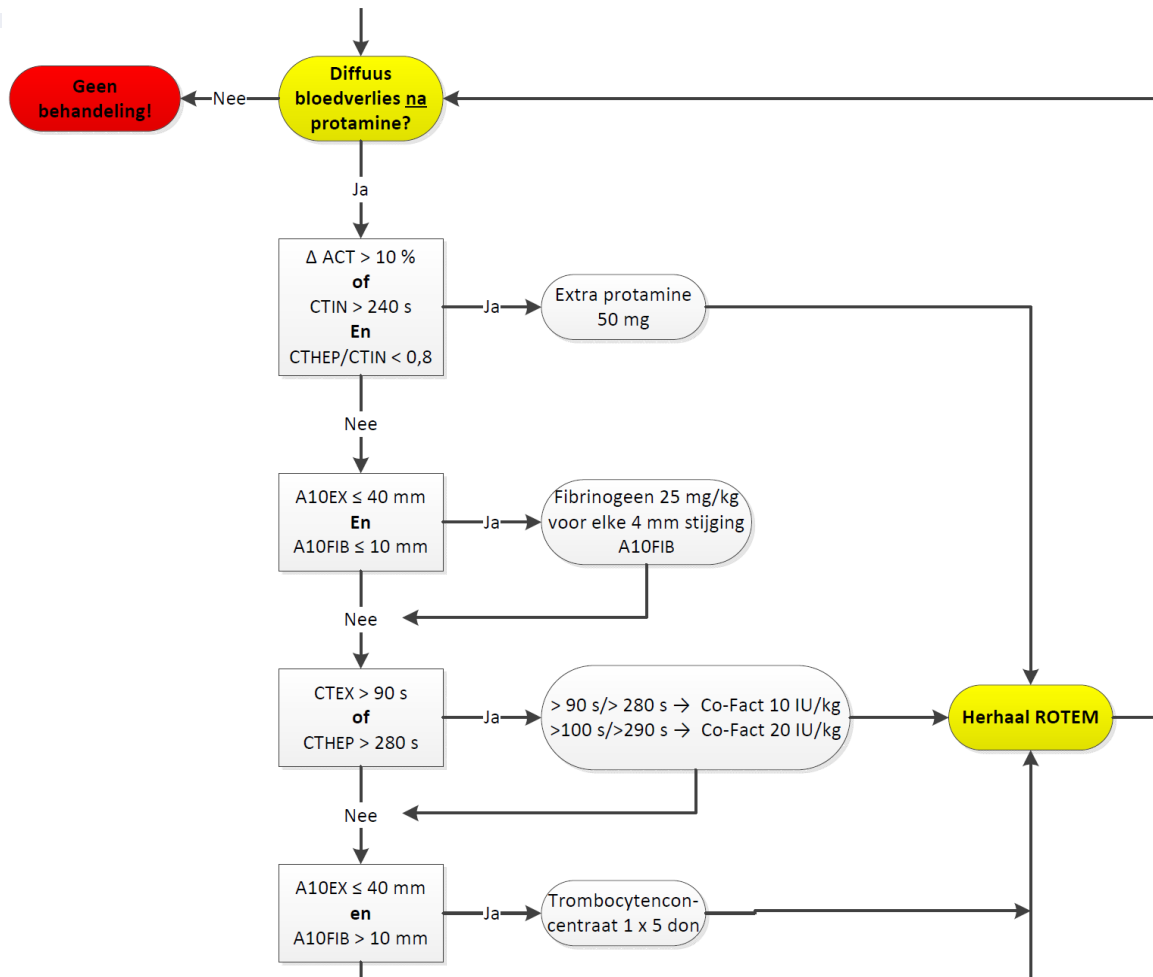 Geen
behandeling!
Nee
Diffuus
bloedverlies na
protamine?
Ja
Δ ACT > 10 %
of
CTIN > 240 s
En
CTHEP/CTIN < 0,8
Ja
Extra protamine
50 mg
Nee
A10EX ≤ 40 mm
En
A10FIB ≤ 10 mm
Ja
Fibrinogeen 25 mg/kg
voor elke 4 mm stijging
A10FIB
Nee
CTEX > 90 s
of
CTHEP > 280 s
Ja
> 90 s/> 280 s → Co-Fact 10 IU/kg
>100 s/>290 s → Co-Fact 20 IU/kg
Herhaal ROTEM
Nee
A10EX ≤ 40 mm
en
A10FIB > 10 mm
Ja
Trombocytencon-
centraat 1 x 5 don